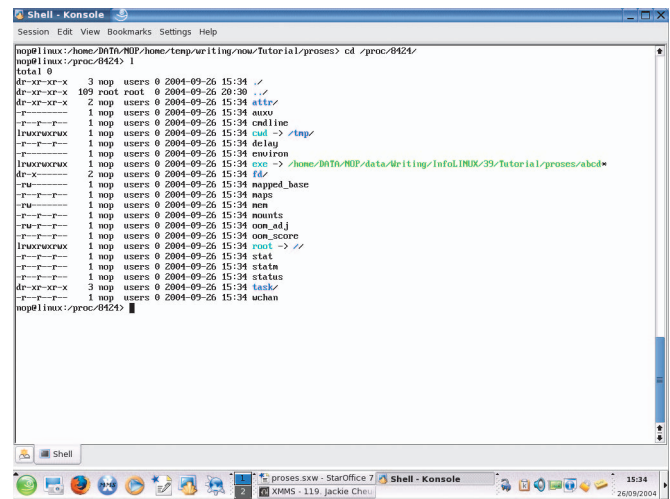 Shell - Konsole
Session Edit View Bookmarks Settings Help
nop@linux:/home/DATA/NOP/home/temp/writing/now/Tutorial/proses> cd /proc/8424/
nop@linux:/proc/8424> l
total 0
dr-xr-xr-x 3 nop users 0 2004-09-26 15:34 ./
dr-xr-xr-x 109 root root 0 2004-09-26 20:30 ../
dr-xr-xr-x 2 nop users 0 2004-09-26 15:34 attr/
-r-------- 1 nop users 0 2004-09-26 15:34 auxv
-r--r--r-- 1 nop users 0 2004-09-26 15:34 cmdline
lrwxrwxrwx 1 nop users 0 2004-09-26 15:34 cwd -> /tmp/
-r--r--r-- 1 nop users 0 2004-09-26 15:34 delay
-r-------- 1 nop users 0 2004-09-26 15:34 environ
lrwxrwxrwx 1 nop users 0 2004-09-26 15:34 exe -> /home/DATA/NOP/data/Writing/InfoLINUX/39/Tutorial/proses/abcd*
dr-x------ 2 nop users 0 2004-09-26 15:34 fd/
-rw------- 1 nop users 0 2004-09-26 15:34 mapped_base
-r--r--r-- 1 nop users 0 2004-09-26 15:34 maps
-rw------- 1 nop users 0 2004-09-26 15:34 mem
-r--r--r-- 1 nop users 0 2004-09-26 15:34 mounts
-rw-r--r-- 1 nop users 0 2004-09-26 15:34 oom_adj
-r--r--r-- 1 nop users 0 2004-09-26 15:34 oom_score
lrwxrwxrwx 1 nop users 0 2004-09-26 15:34 root -> //
-r--r--r-- 1 nop users 0 2004-09-26 15:34 stat
-r--r--r-- 1 nop users 0 2004-09-26 15:34 statm
-r--r--r-- 1 nop users 0 2004-09-26 15:34 status
dr-xr-xr-x 3 nop users 0 2004-09-26 15:34 task/
-r--r--r-- 1 nop users 0 2004-09-26 15:34 wchan
nop@linux:/proc/8424>
Shell
1 proses.sxw - StarOffice 7 Shell - Konsole 15:34
2 XMMS - 119. Jackie Cheu 26/09/2004